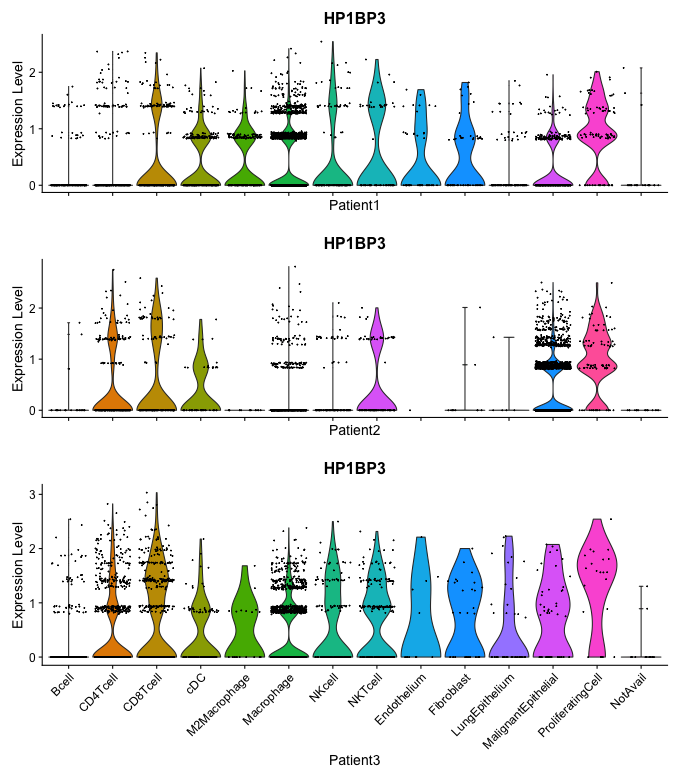 HP1BP3
Expression Level
2
1
0
Patient1
HP1BP3
Expression Level
2
1
0
Patient2
HP1BP3
Expression Level
3
2
1
0
Bcell
CD4Tcell
CD8Tcell
cDC
M2Macrophage
Macrophage
NKcell
NKTcell
Endothelium
Fibroblast
LungEpithelium
MalignantEpithelial
ProliferatingCell
NotAvail
Patient3